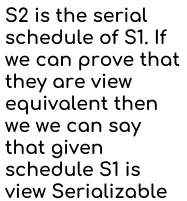 S2 is the serial
schedule of S1. If
we can prove that
they are view
equivalent then
we we can say
that given
schedule S1 is
view Serializable